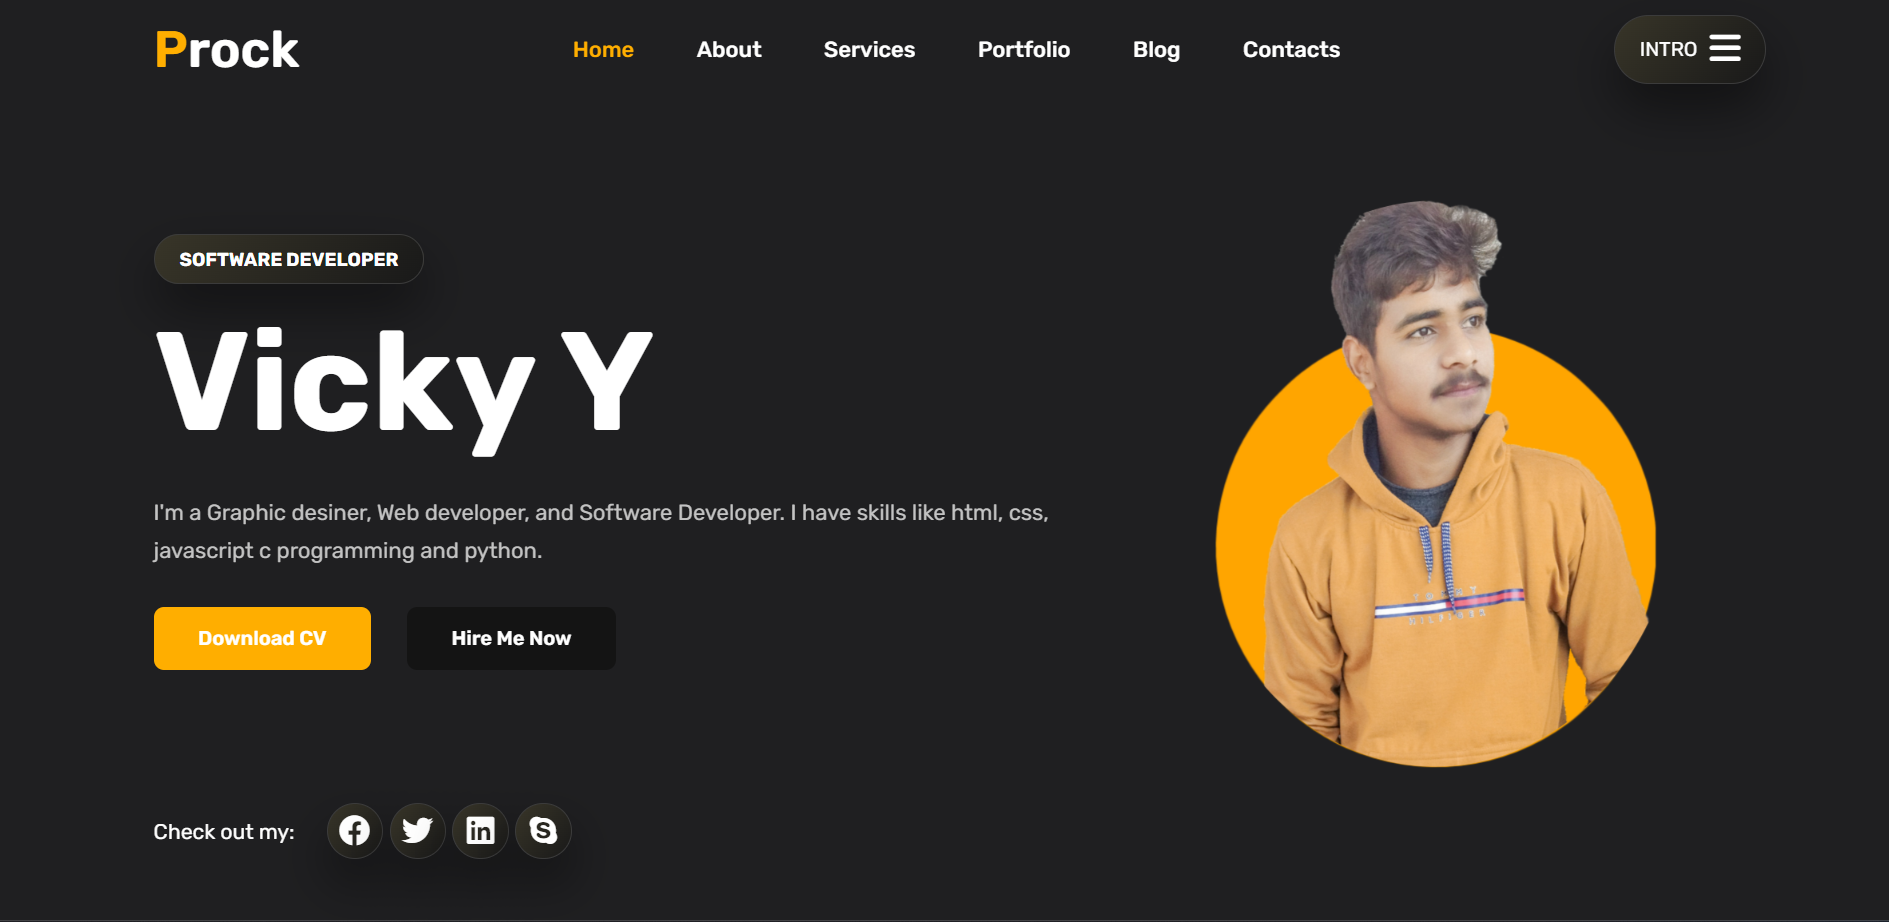 Prock
Home About Services Portfolio Blog Contacts
INTRO
SOFTWARE DEVELOPER
Vicky Y
I'm a Graphic desiner, Web developer, and Software Developer. I have skills like html, css,
javascript c programming and python.
Download CV Hire Me Now
Check out my: